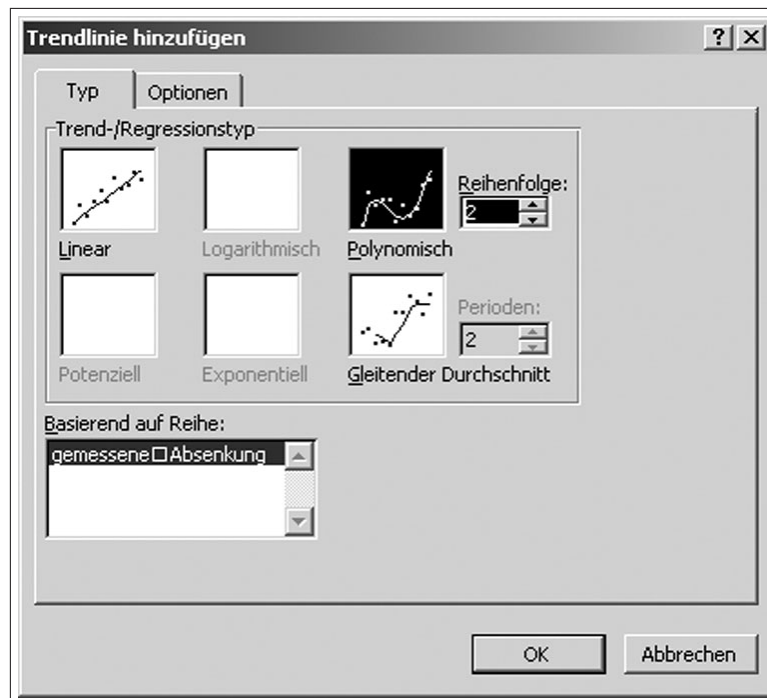 Trendlinie hinzufügen
Typ
Optionen
Trend-/Regressionstyp
Linear
Logarithmisch
Polynomisch
Reihenfolge:
2
Potenziell
Exponentiell
Gleitender Durchschnitt
Perioden:
2
Basierend auf Reihe:
gemessene□Absenkung
OK
Abbrechen